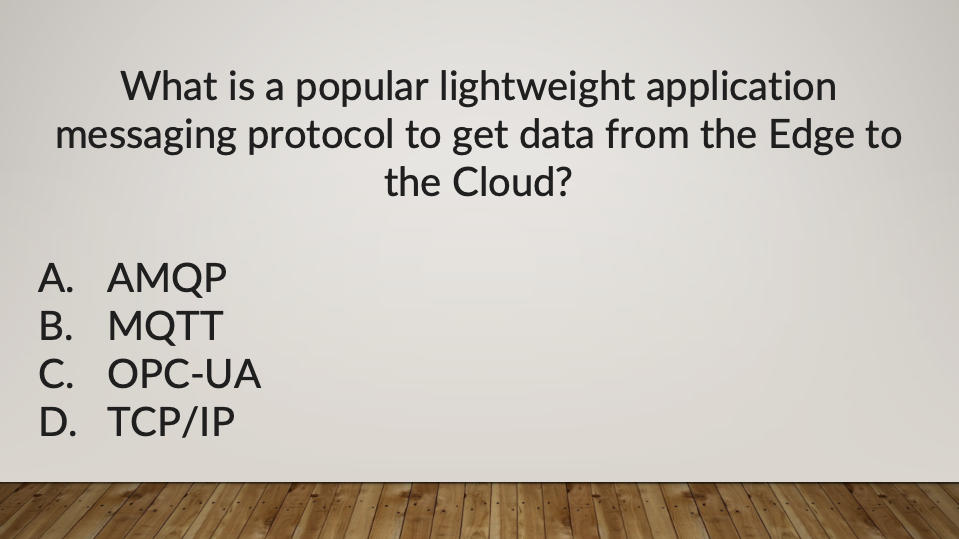 What is a popular lightweight application
messaging protocol to get data from the Edge to
the Cloud?
A. AMQP
B. MQTT
C. OPC-UA
D. TCP/IP